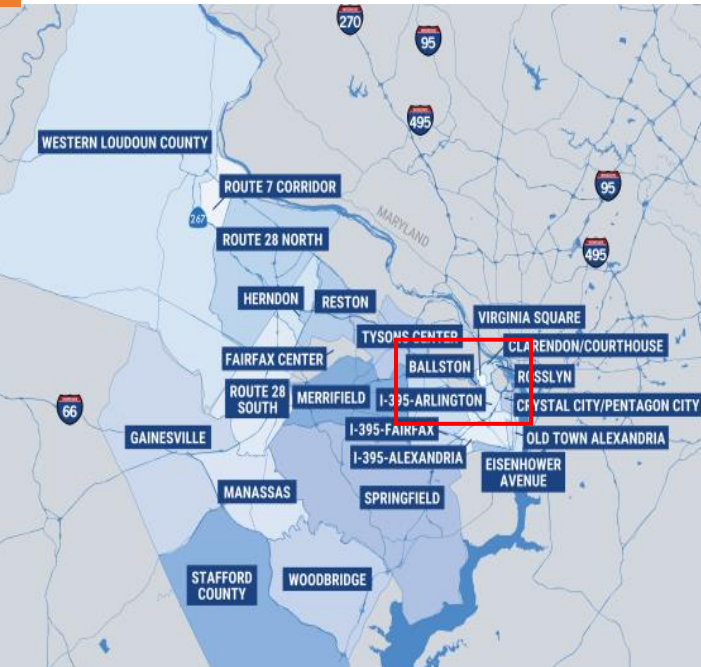 270
95
495
WESTERN LOUDOUN COUNTY
ROUTE 7 CORRIDOR
95
267
MARYLAND
ROUTE 28 NORTH
495
HERNDON
RESTON
VIRGINIA SQUARE
TYSONS CENTER
CLARENDON/COURTHOUSE
FAIRFAX CENTER
BALLSTON
ROSSLYN
ROUTE 28
SOUTH
MERRIFIELD
I-395-ARLINGTON
CRYSTAL CITY/PENTAGON CITY
66
GAINESVILLE
I-395-FAIRFAX
OLD TOWN ALEXANDRIA
I-395-ALEXANDRIA
EISENHOWER
AVENUE
MANASSAS
SPRINGFIELD
STAFFORD
COUNTY
WOODBRIDGE